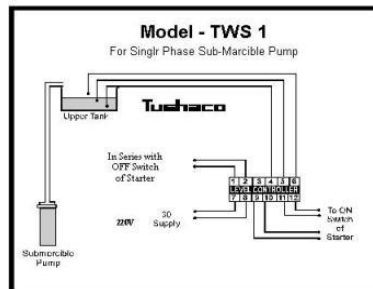 Model - TWS 1
For Singlr Phase Sub-Marcible Pump
Upper Tank
Tushaco
In Series with
OFF Switch
of Starter
1 2 3 4 5 6
LEVEL CONTROLLER
7 8 9 10 11 12
220V
30
Supply
To ON
Switch
of
Starter
Submorcible
Pump